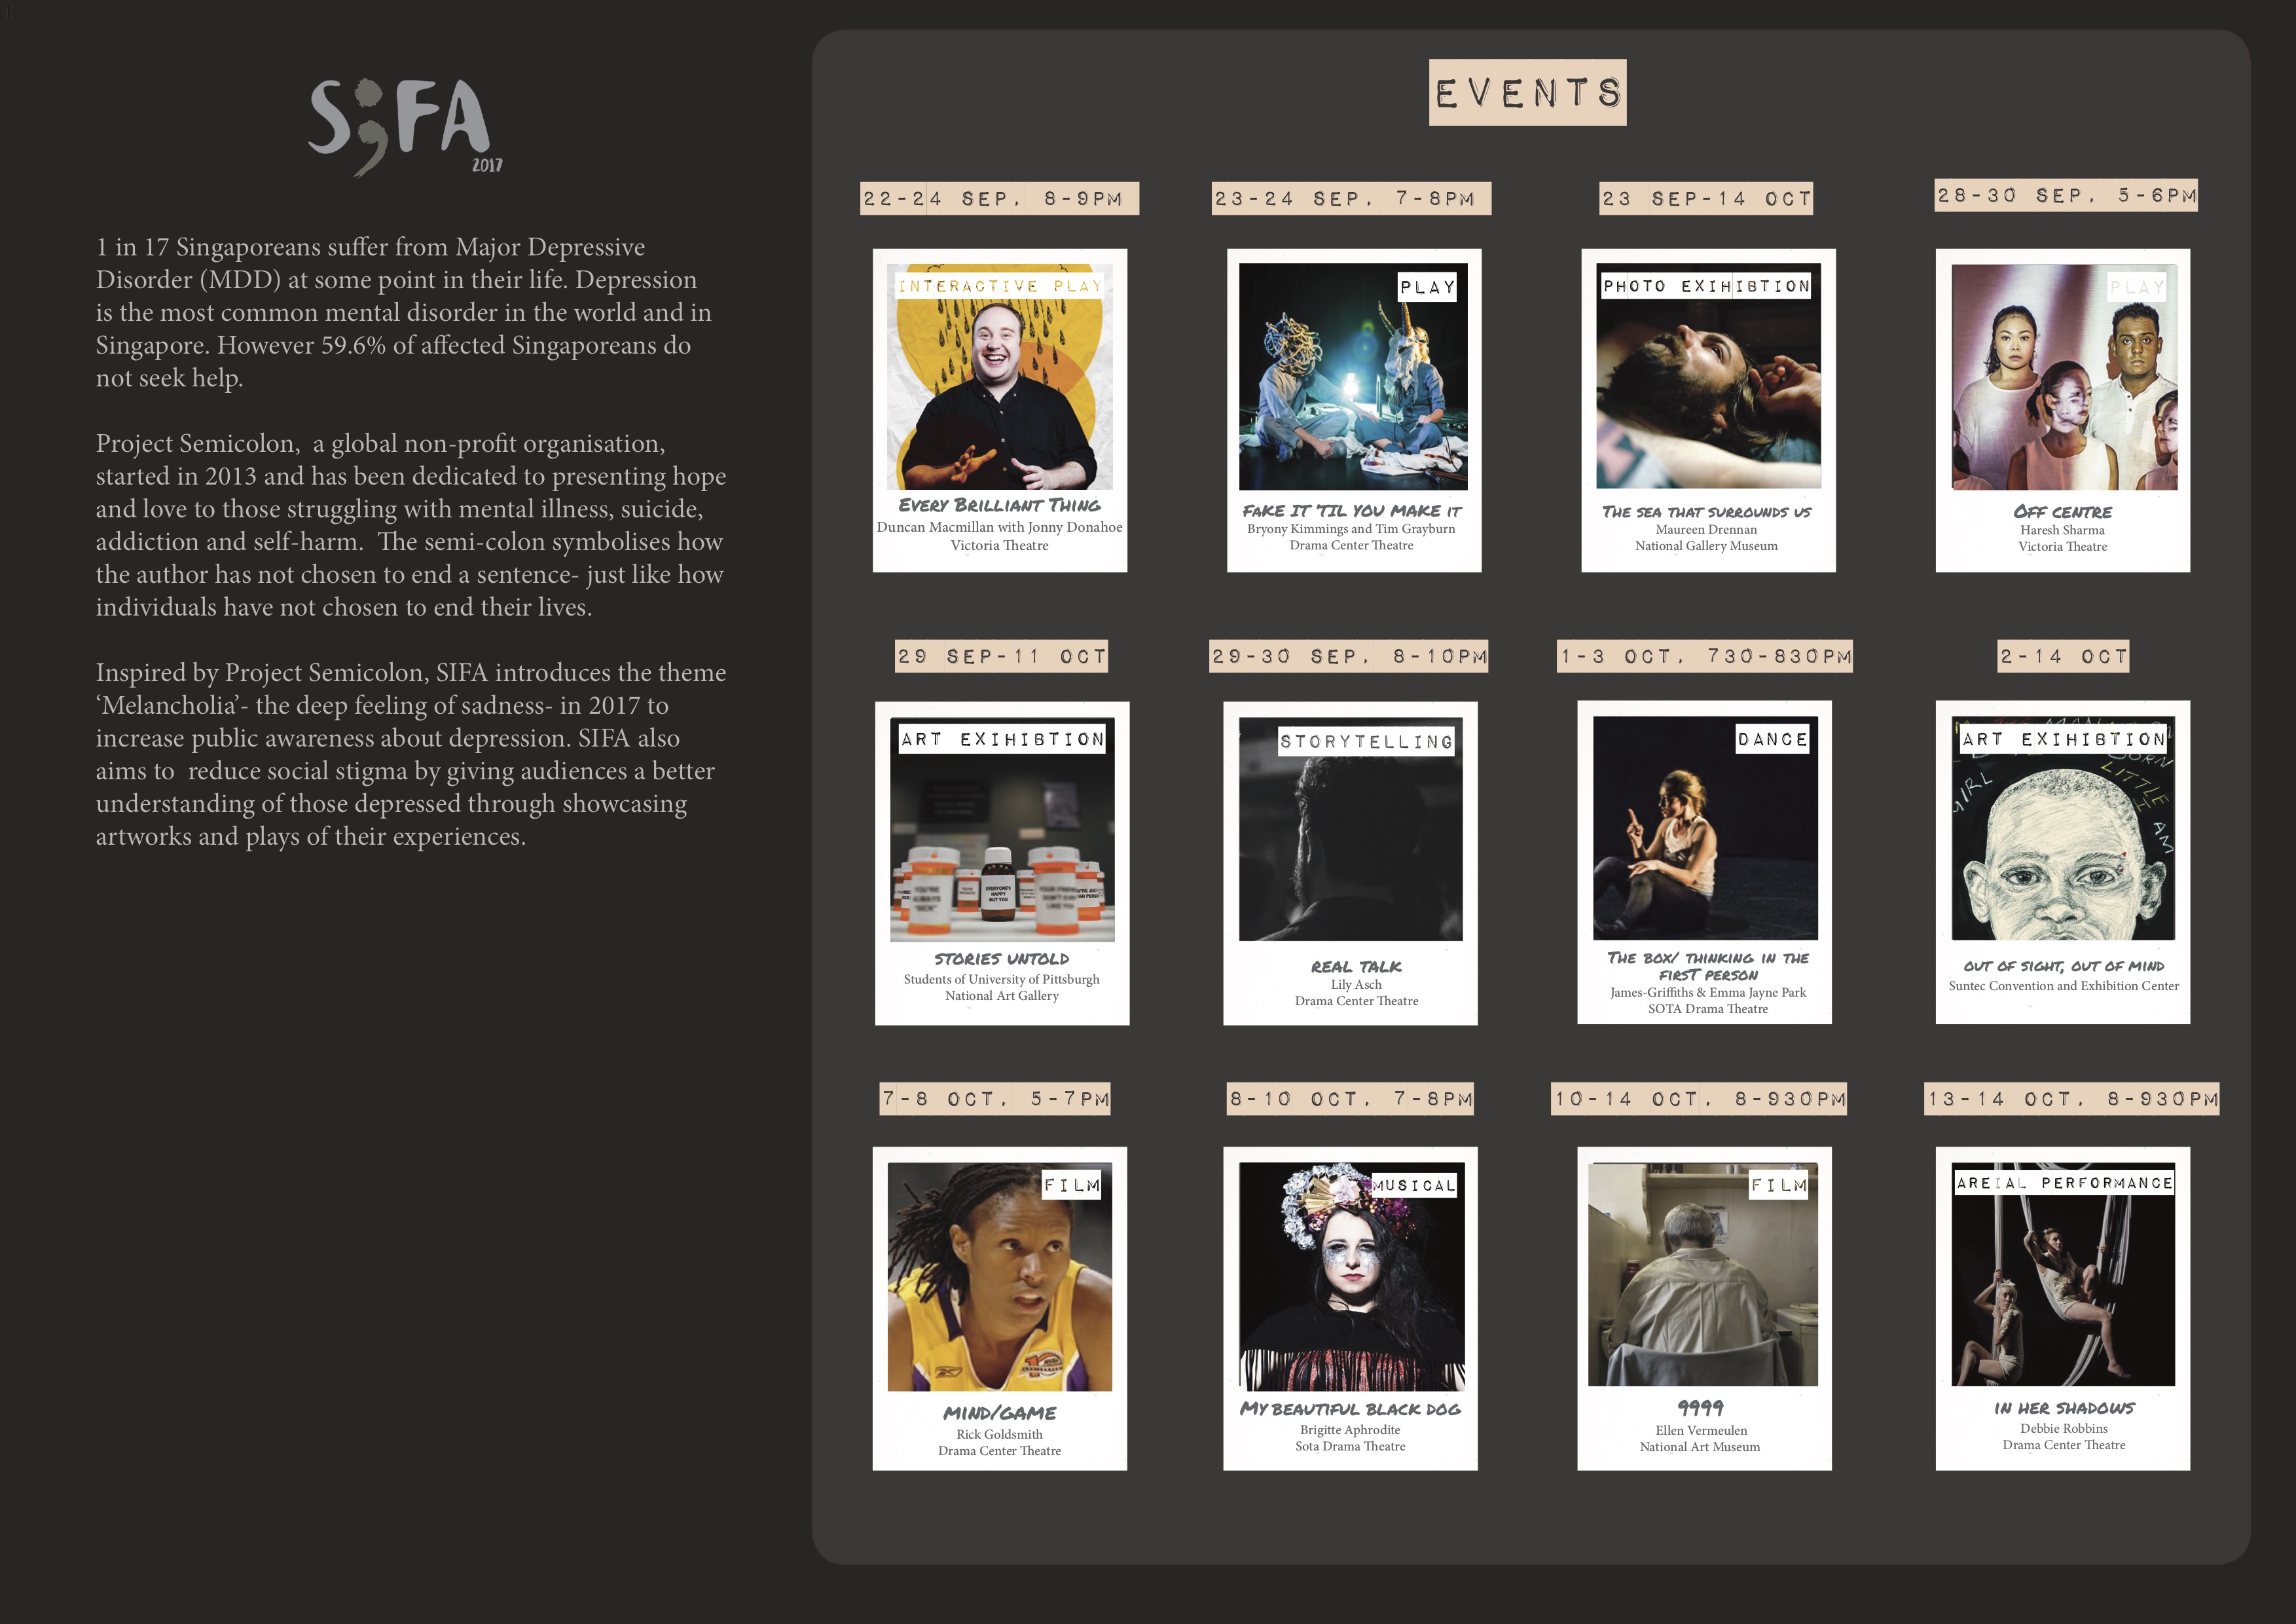 S;FA
2017
1 in 17 Singaporeans suffer from Major Depressive
Disorder (MDD) at some point in their life. Depression
is the most common mental disorder in the world and in
Singapore. However 59.6% of affected Singaporeans do
not seek help.
Project Semicolon,  a global non-profit organisation,
started in 2013 and has been dedicated to presenting hope
and love to those struggling with mental illness, suicide,
addiction and self-harm.  The semi-colon symbolises how
the author has not chosen to end a sentence- just like how
individuals have not chosen to end their lives.
Inspired by Project Semicolon, SIFA introduces the theme
‘Melancholia’- the deep feeling of sadness- in 2017 to
increase public awareness about depression. SIFA also
aims to  reduce social stigma by giving audiences a better
understanding of those depressed through showcasing
artworks and plays of their experiences.
EVENTS
22-24 SEP, 8-9PM
INTERACTIVE PLAY
EVERY BRILLIANT THING
Duncan Macmillan with Jonny Donahoe
Victoria Theatre
23-24 SEP, 7-8PM
PLAY
FAKE IT 'TIL YOU MAKE IT
Bryony Kimmings and Tim Grayburn
Drama Center Theatre
23 SEP-14 OCT
PHOTO EXIHIBTION
THE SEA THAT SURROUNDS US
Maureen Drennan
National Gallery Museum
28-30 SEP, 5-6PM
PLAY
OFF CENTRE
Haresh Sharma
Victoria Theatre
29 SEP-11 OCT
ART EXIHIBTION
EVERYONE'S
HAPPY
BUT YOU
YOU'RE
ALWAYS
"SICK"
STORIES UNTOLD
Students of University of Pittsburgh
National Art Gallery
29-30 SEP, 8-10PM
STORYTELLING
REAL TALK
Lily Asch
Drama Center Theatre
1-3 OCT, 730-830PM
DANCE
THE BOX/ THINKING IN THE
FIRST PERSON
James-Griffiths & Emma Jayne Park
SOTA Drama Theatre
2-14 OCT
ART EXIHIBTION
GIRL
LITTLE
AM
OUT OF SIGHT, OUT OF MIND
Suntec Convention and Exhibition Center
7-8 OCT, 5-7PM
FILM
MIND/GAME
Rick Goldsmith
Drama Center Theatre
8-10 OCT, 7-8PM
MUSICAL
MY BEAUTIFUL BLACK DOG
Brigitte Aphrodite
Sota Drama Theatre
10-14 OCT, 8-930PM
FILM
9999
Ellen Vermeulen
National Art Museum
13-14 OCT, 8-930PM
AREIAL PERFORMANCE
IN HER SHADOWS
Debbie Robbins
Drama Center Theatre